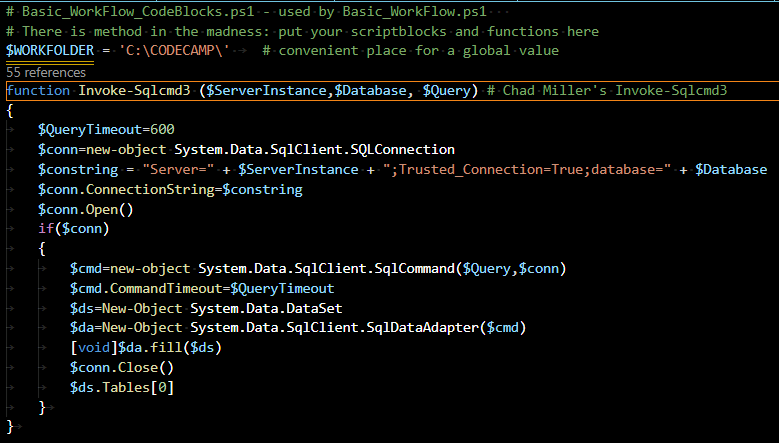 # Basic_WorkFlow_CodeBlocks.ps1 - used by Basic_WorkFlow.ps1
# There is method in the madness: put your scriptblocks and functions here
$WORKFOLDER = 'C:\CODECAMP\' # convenient place for a global value
55 references
function Invoke-Sqlcmd3 ($ServerInstance,$Database, $Query) # Chad Miller's Invoke-Sqlcmd3
{
    $QueryTimeout=600
    $conn=new-object System.Data.SqlClient.SQLConnection
    $constring = "Server=" + $ServerInstance + ";Trusted_Connection=True;database=" + $Database
    $conn.ConnectionString=$constring
    $conn.Open()
    if($conn)
    {
        $cmd=new-object System.Data.SqlClient.SqlCommand($Query,$conn)
        $cmd.CommandTimeout=$QueryTimeout
        $ds=New-Object System.Data.DataSet
        $da=New-Object System.Data.SqlClient.SqlDataAdapter($cmd)
        [void]$da.fill($ds)
        $conn.Close()
        $ds.Tables[0]
    }
}